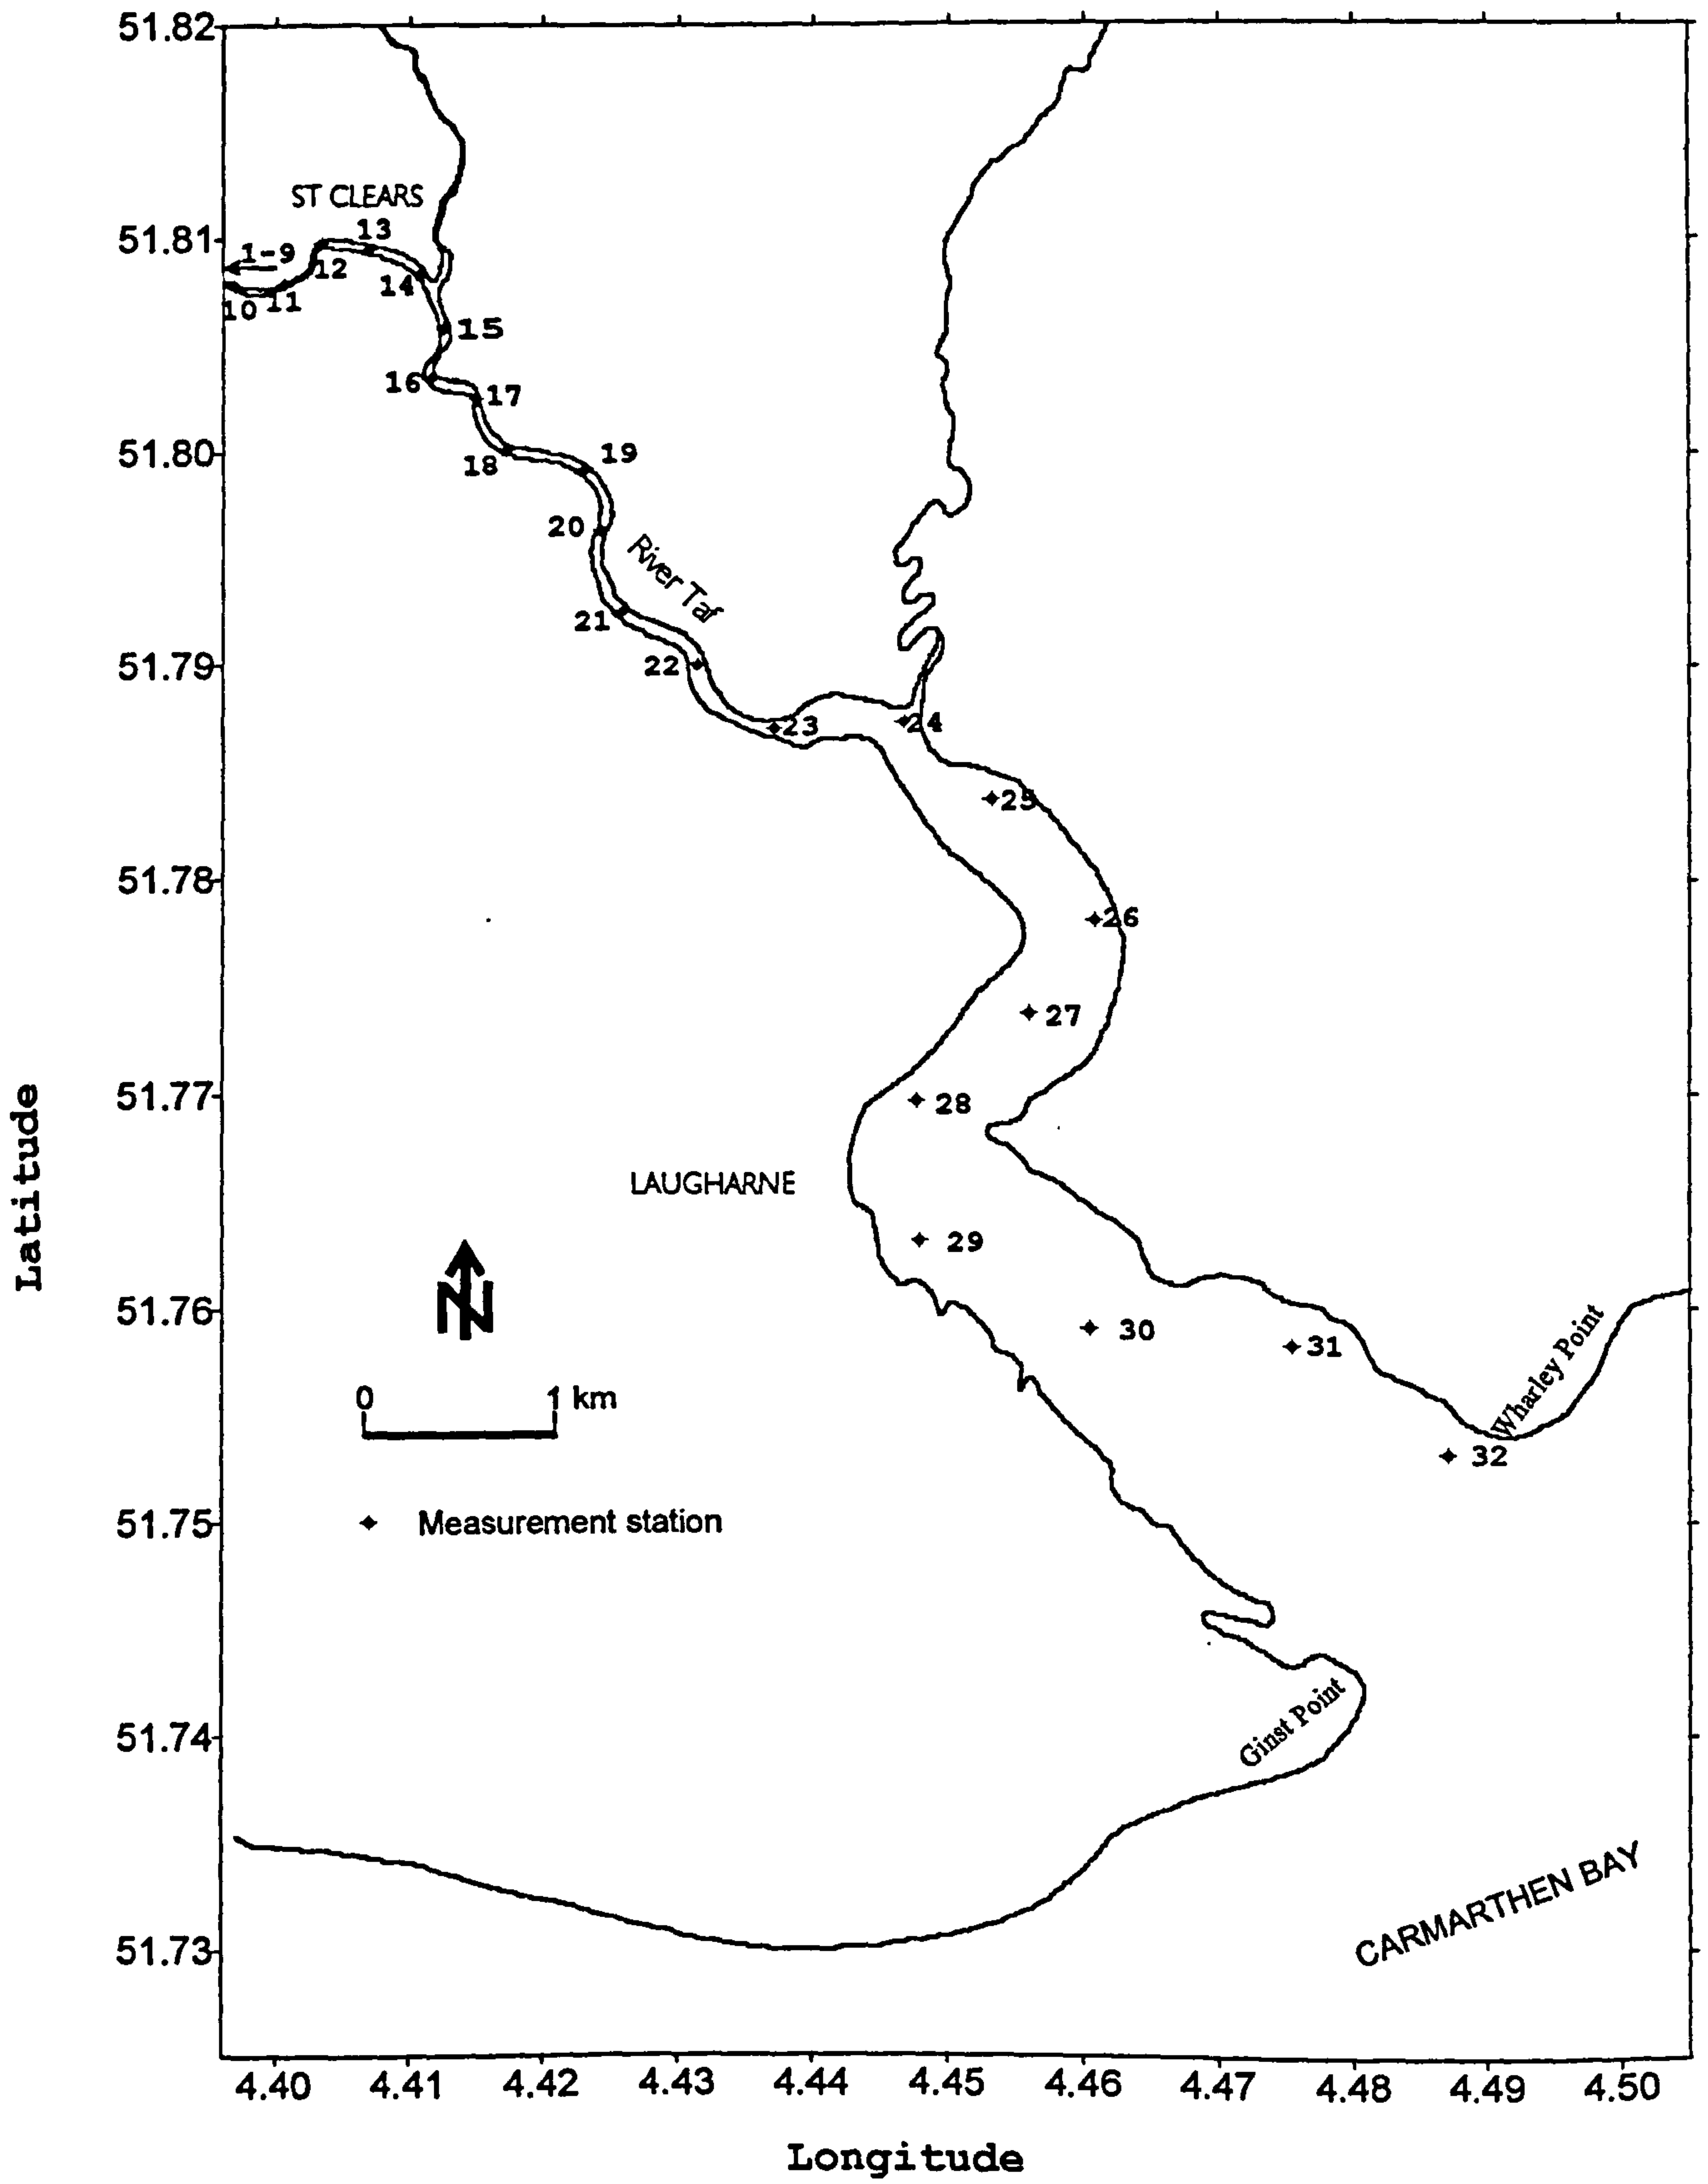 51.82
ST CLEARS
13
51.81
1-9
12
14
10
11
15
16
17
51.80
18
19
20
River Taf
21
51.79
22
23
24
25
51.78
26
27
51.77
28
Latitude
LAUGHARNE
29
N
51.76
30
31
Wharley Point
0 1 km
32
51.75
Measurement station
Ginst Point
51.74
CARMARTHEN BAY
51.73
4.40 4.41 4.42 4.43 4.44 4.45 4.46 4.47 4.48 4.49 4.50
Longitude